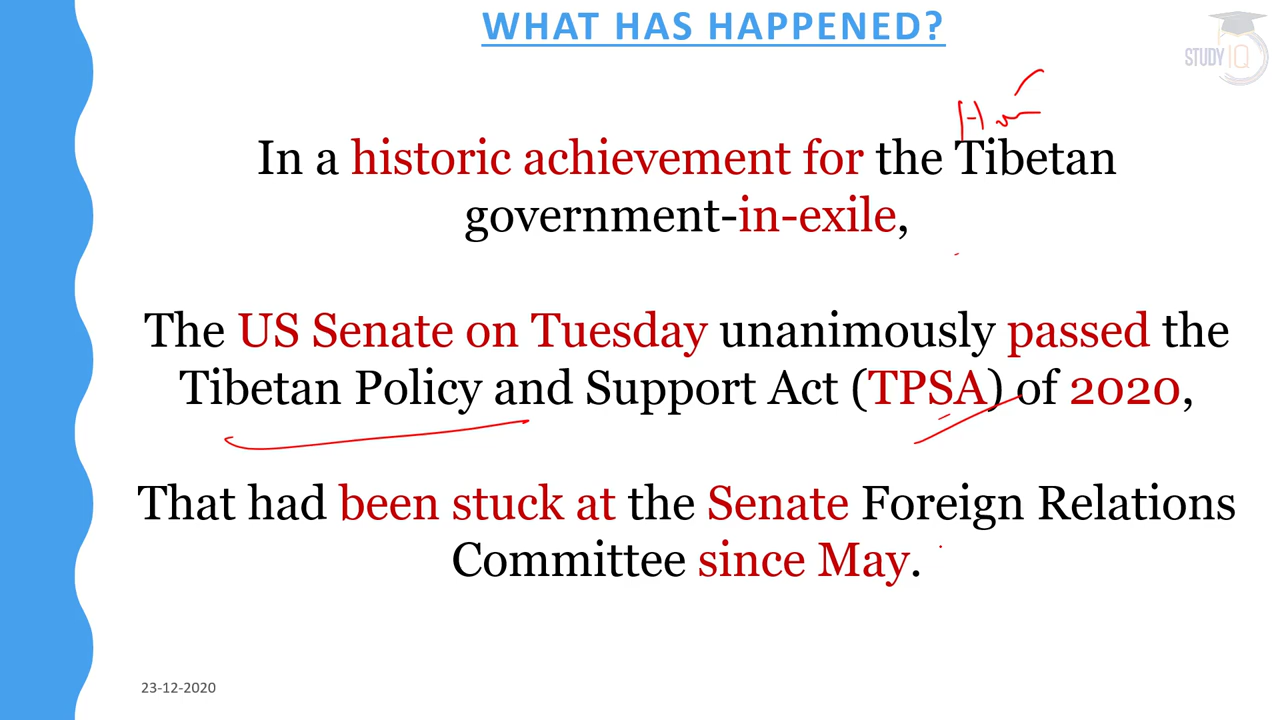 WHAT HAS HAPPENED?
STUDY IQ
In a historic achievement for the Tibetan
government-in-exile,
The US Senate on Tuesday unanimously passed the
Tibetan Policy and Support Act (TPSA) of 2020,
That had been stuck at the Senate Foreign Relations
Committee since May.
23-12-2020